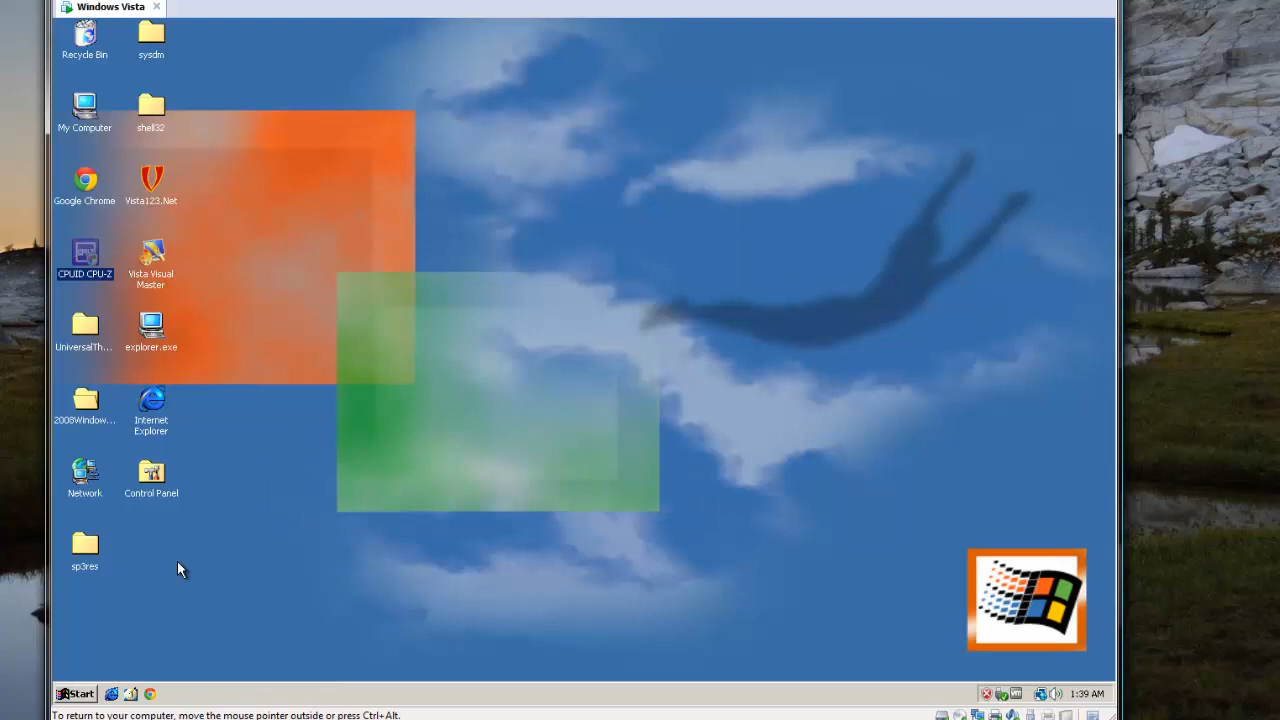 Windows Vista
Recycle Bin
sysdm
My Computer
shell32
Google Chrome
Vista123.Net
CPUID CPU-Z
Vista Visual
Master
UniversalTh...
explorer.exe
2008Window...
Internet
Explorer
Network
Control Panel
sp3res
Start
1:39 AM
To return to your computer, move the mouse pointer outside or press Ctrl+Alt.